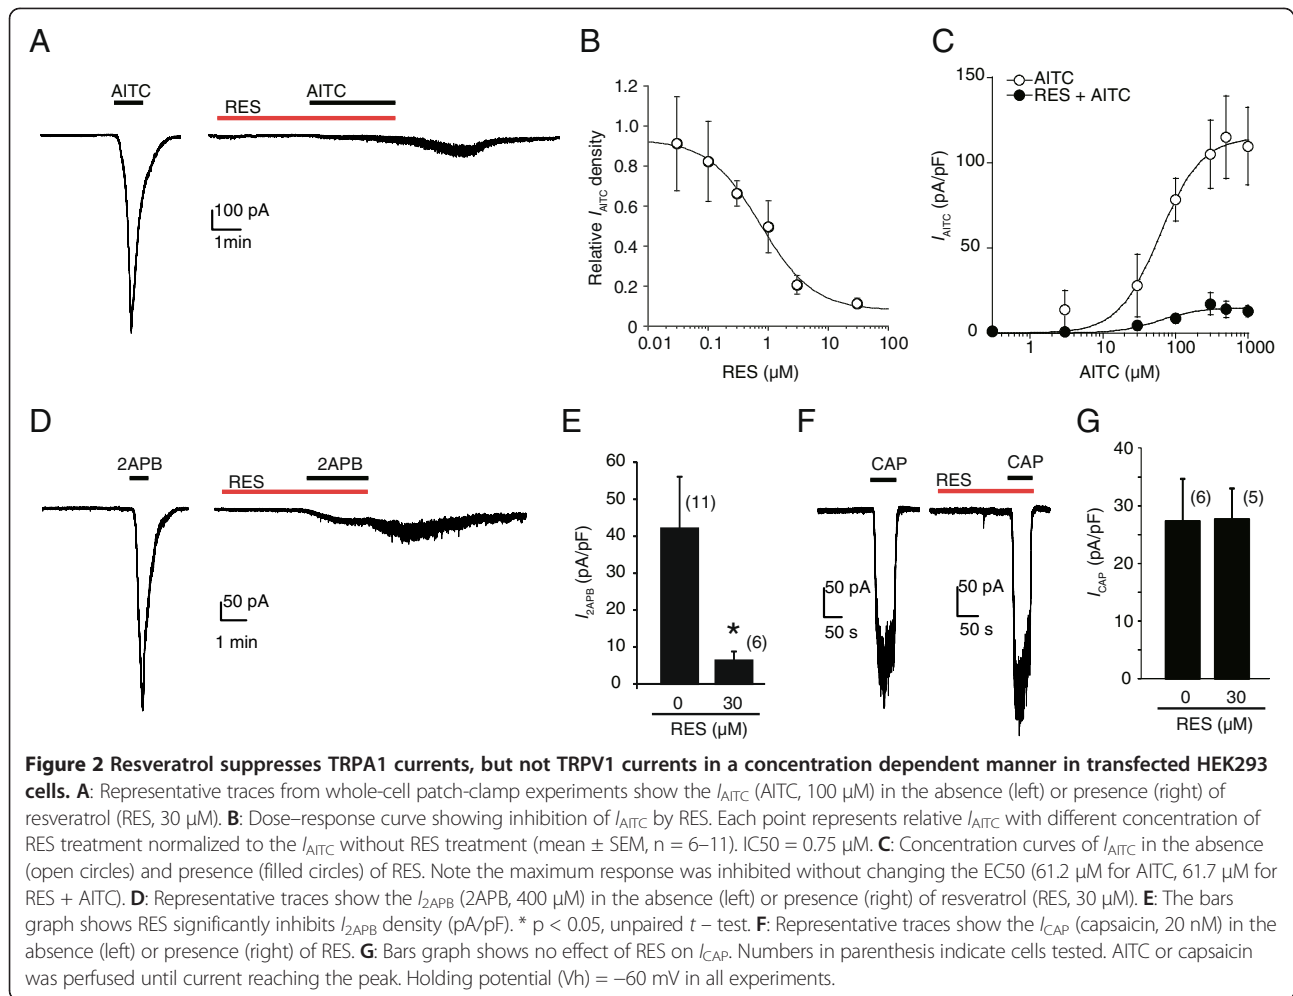 A
AITC
AITC
RES
100 pA
1min
B
Relative IAITC density
1.2
1.0
0.8
0.6
0.4
0.2
0
0.01 0.1 1 10 100
RES (µM)
C
AITC
RES + AITC
IAITC (pA/pF)
150
100
50
0
1 10 100 1000
AITC (µM)
D
2APB
2APB
RES
50 pA
1 min
E
I2APB (pA/pF)
60
50
40
30
20
10
0
(11)
*
(6)
0 30
RES (µM)
F
CAP
CAP
RES
50 pA
50 s
50 pA
50 s
G
ICAP (pA/pF)
40
30
20
10
0
(6) (5)
0 30
RES (µM)
Figure 2 Resveratrol suppresses TRPA1 currents, but not TRPV1 currents in a concentration dependent manner in transfected HEK293
cells. A: Representative traces from whole-cell patch-clamp experiments show the IAITC (AITC, 100 µM) in the absence (left) or presence (right) of
resveratrol (RES, 30 µM). B: Dose–response curve showing inhibition of IAITC by RES. Each point represents relative IAITC with different concentration of
RES treatment normalized to the IAITC without RES treatment (mean ± SEM, n = 6–11). IC50 = 0.75 µM. C: Concentration curves of IAITC in the absence
(open circles) and presence (filled circles) of RES. Note the maximum response was inhibited without changing the EC50 (61.2 µM for AITC, 61.7 µM for
RES + AITC). D: Representative traces show the I2APB (2APB, 400 µM) in the absence (left) or presence (right) of resveratrol (RES, 30 µM). E: The bars
graph shows RES significantly inhibits I2APB density (pA/pF). * p < 0.05, unpaired t – test. F: Representative traces show the ICAP (capsaicin, 20 nM) in the
absence (left) or presence (right) of RES. G: Bars graph shows no effect of RES on ICAP. Numbers in parenthesis indicate cells tested. AITC or capsaicin
was perfused until current reaching the peak. Holding potential (Vh) = −60 mV in all experiments.